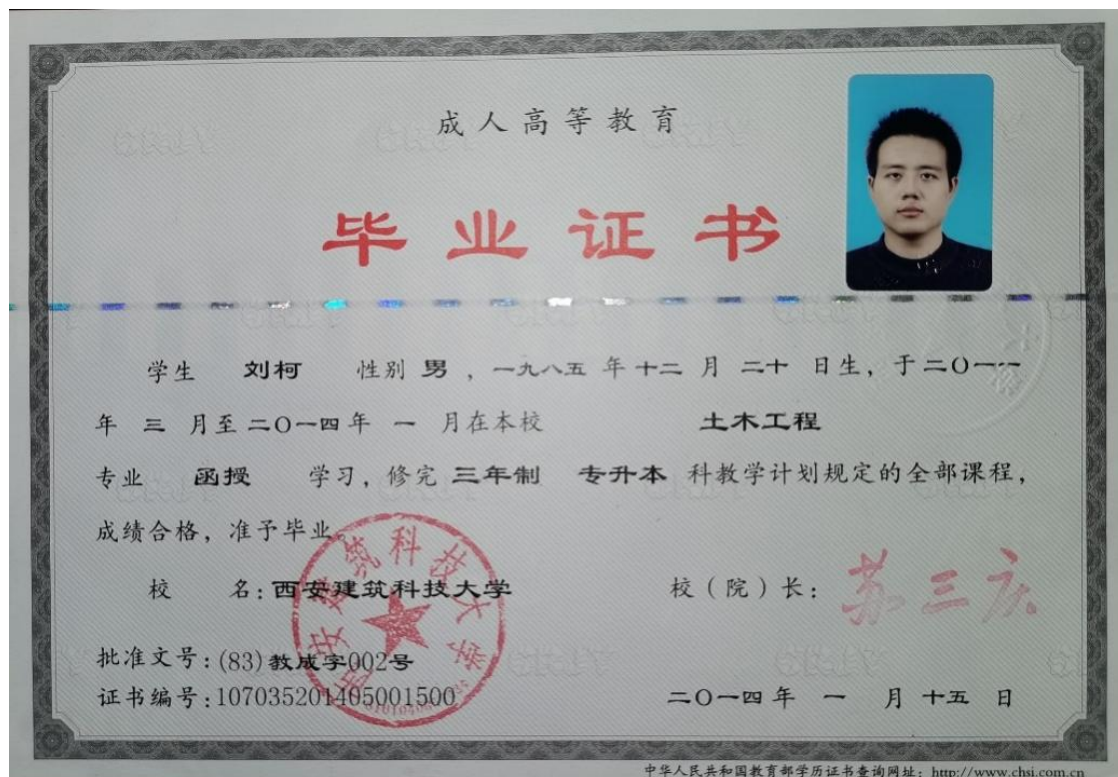 成人高等教育
毕业证书
学生 刘柯 性别 男 ，一九八五 年 十二 月 二十 日生，于二〇一一
年 三 月至 二〇一四 年 一 月在本校 土木工程
专业 函授 学习，修完 三年制 专升本 科教学计划规定的全部课程，
成绩合格，准予毕业。
校 名：西安建筑科技大学
校（院）长：苏三庆
西安建筑科技大学
批准文号：(83)教成字002号
证书编号：107035201405001500
二〇一四 年 一 月 十五 日
中华人民共和国教育部学历证书查询网址：http://www.chsi.com.cn